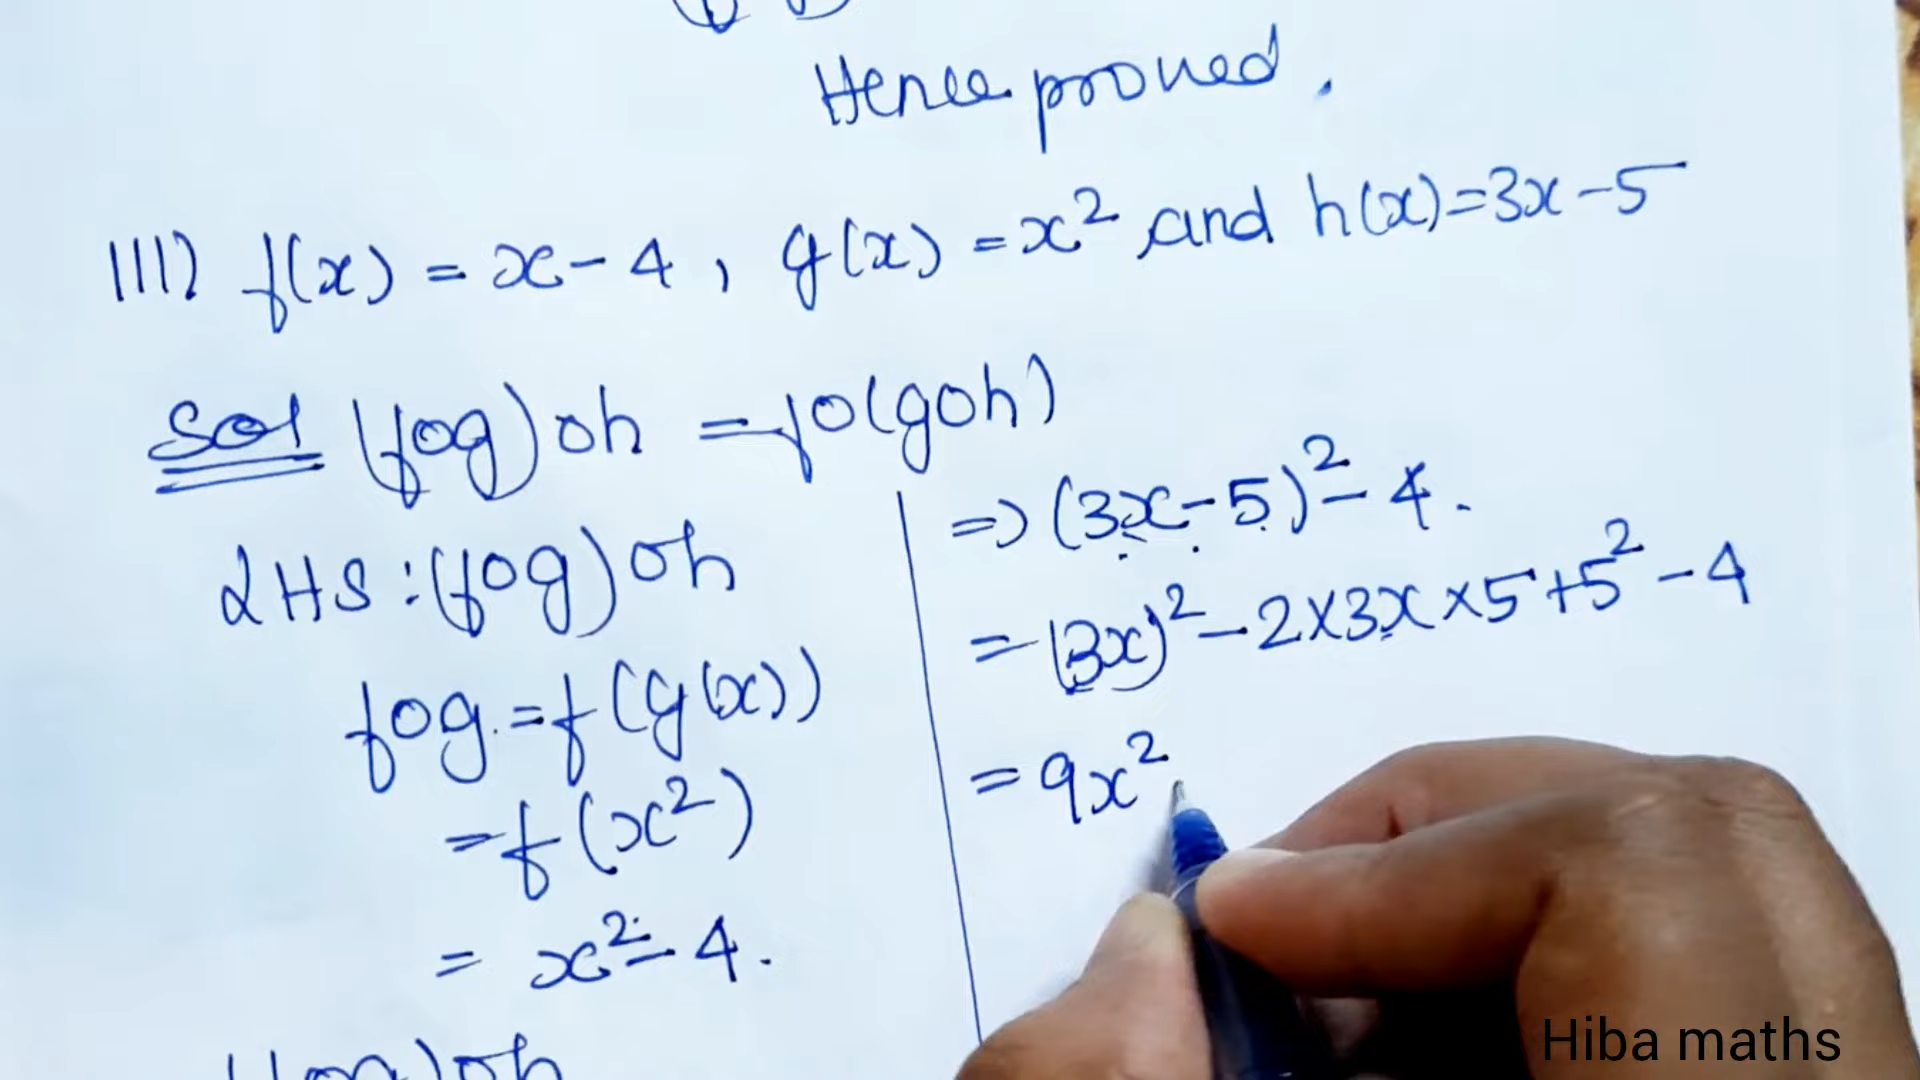 Hence proved.
III) f(x) = x - 4, g(x) = x² and h(x) = 3x - 5
Sol (fog)oh = fo(goh)
LHS : (fog)oh
fog = f(g(x))
= f(x²)
= x² - 4.
=> (3x - 5)² - 4.
= (3x)² - 2×3x×5+5² - 4
= 9x²
Hiba maths